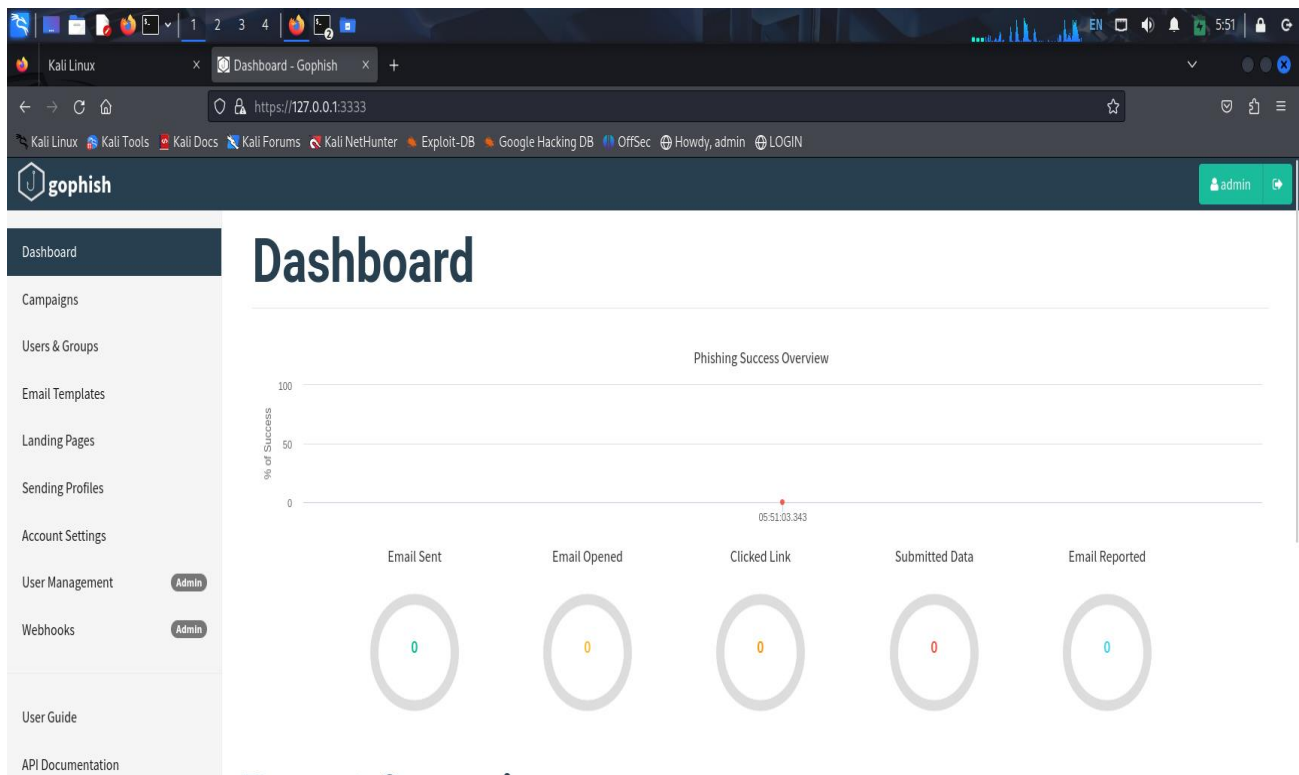 1 2 3 4 2 EN 5:51
Kali Linux × Dashboard - Gophish × +
https://127.0.0.1:3333
Kali Linux Kali Tools Kali Docs Kali Forums Kali NetHunter Exploit-DB Google Hacking DB OffSec Howdy, admin LOGIN
gophish admin
Dashboard
Campaigns
Users & Groups
Email Templates
Landing Pages
Sending Profiles
Account Settings
User Management Admin
Webhooks Admin
User Guide
API Documentation
Dashboard
Phishing Success Overview
% of Success
100
50
0
05:51:03.343
Email Sent Email Opened Clicked Link Submitted Data Email Reported
0 0 0 0 0